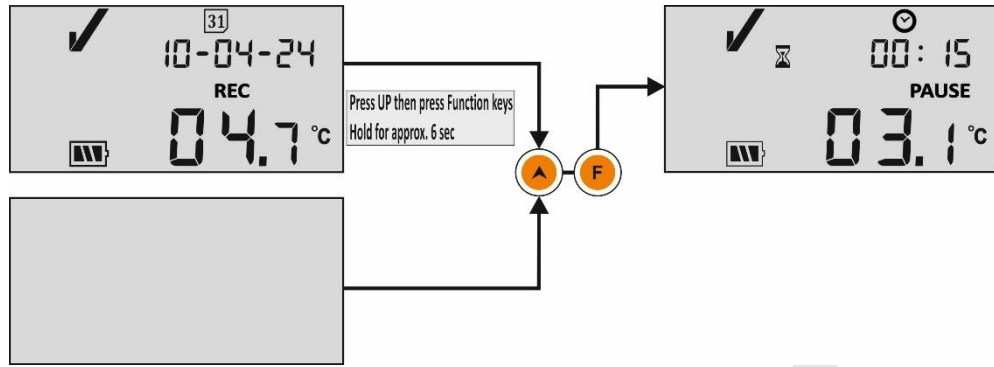 31
10-04-24
REC
04.7 °C
Press UP then press Function keys
Hold for approx. 6 sec
F
00:15
PAUSE
03.1 °C